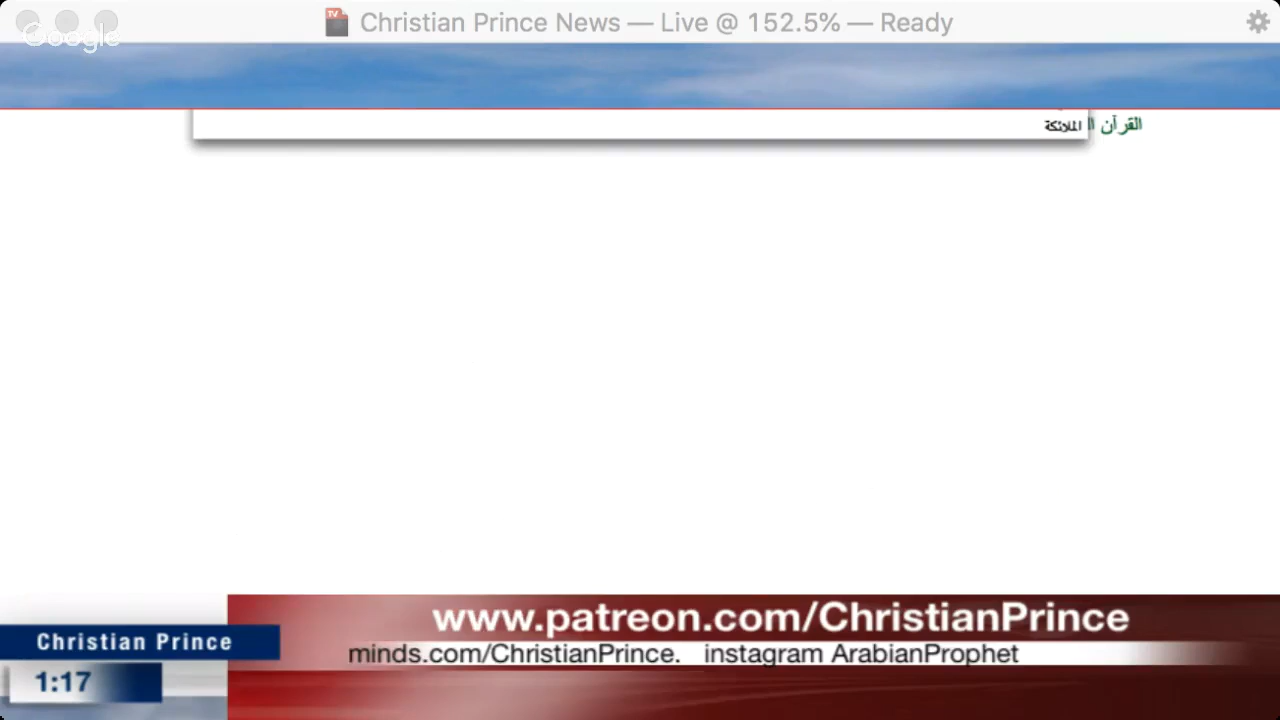 Christian Prince News — Live @ 152.5% — Ready
TV
Google
القرآن ا
الملائكة
www.patreon.com/ChristianPrince
Christian Prince
minds.com/ChristianPrince. instagram ArabianProphet
1:17